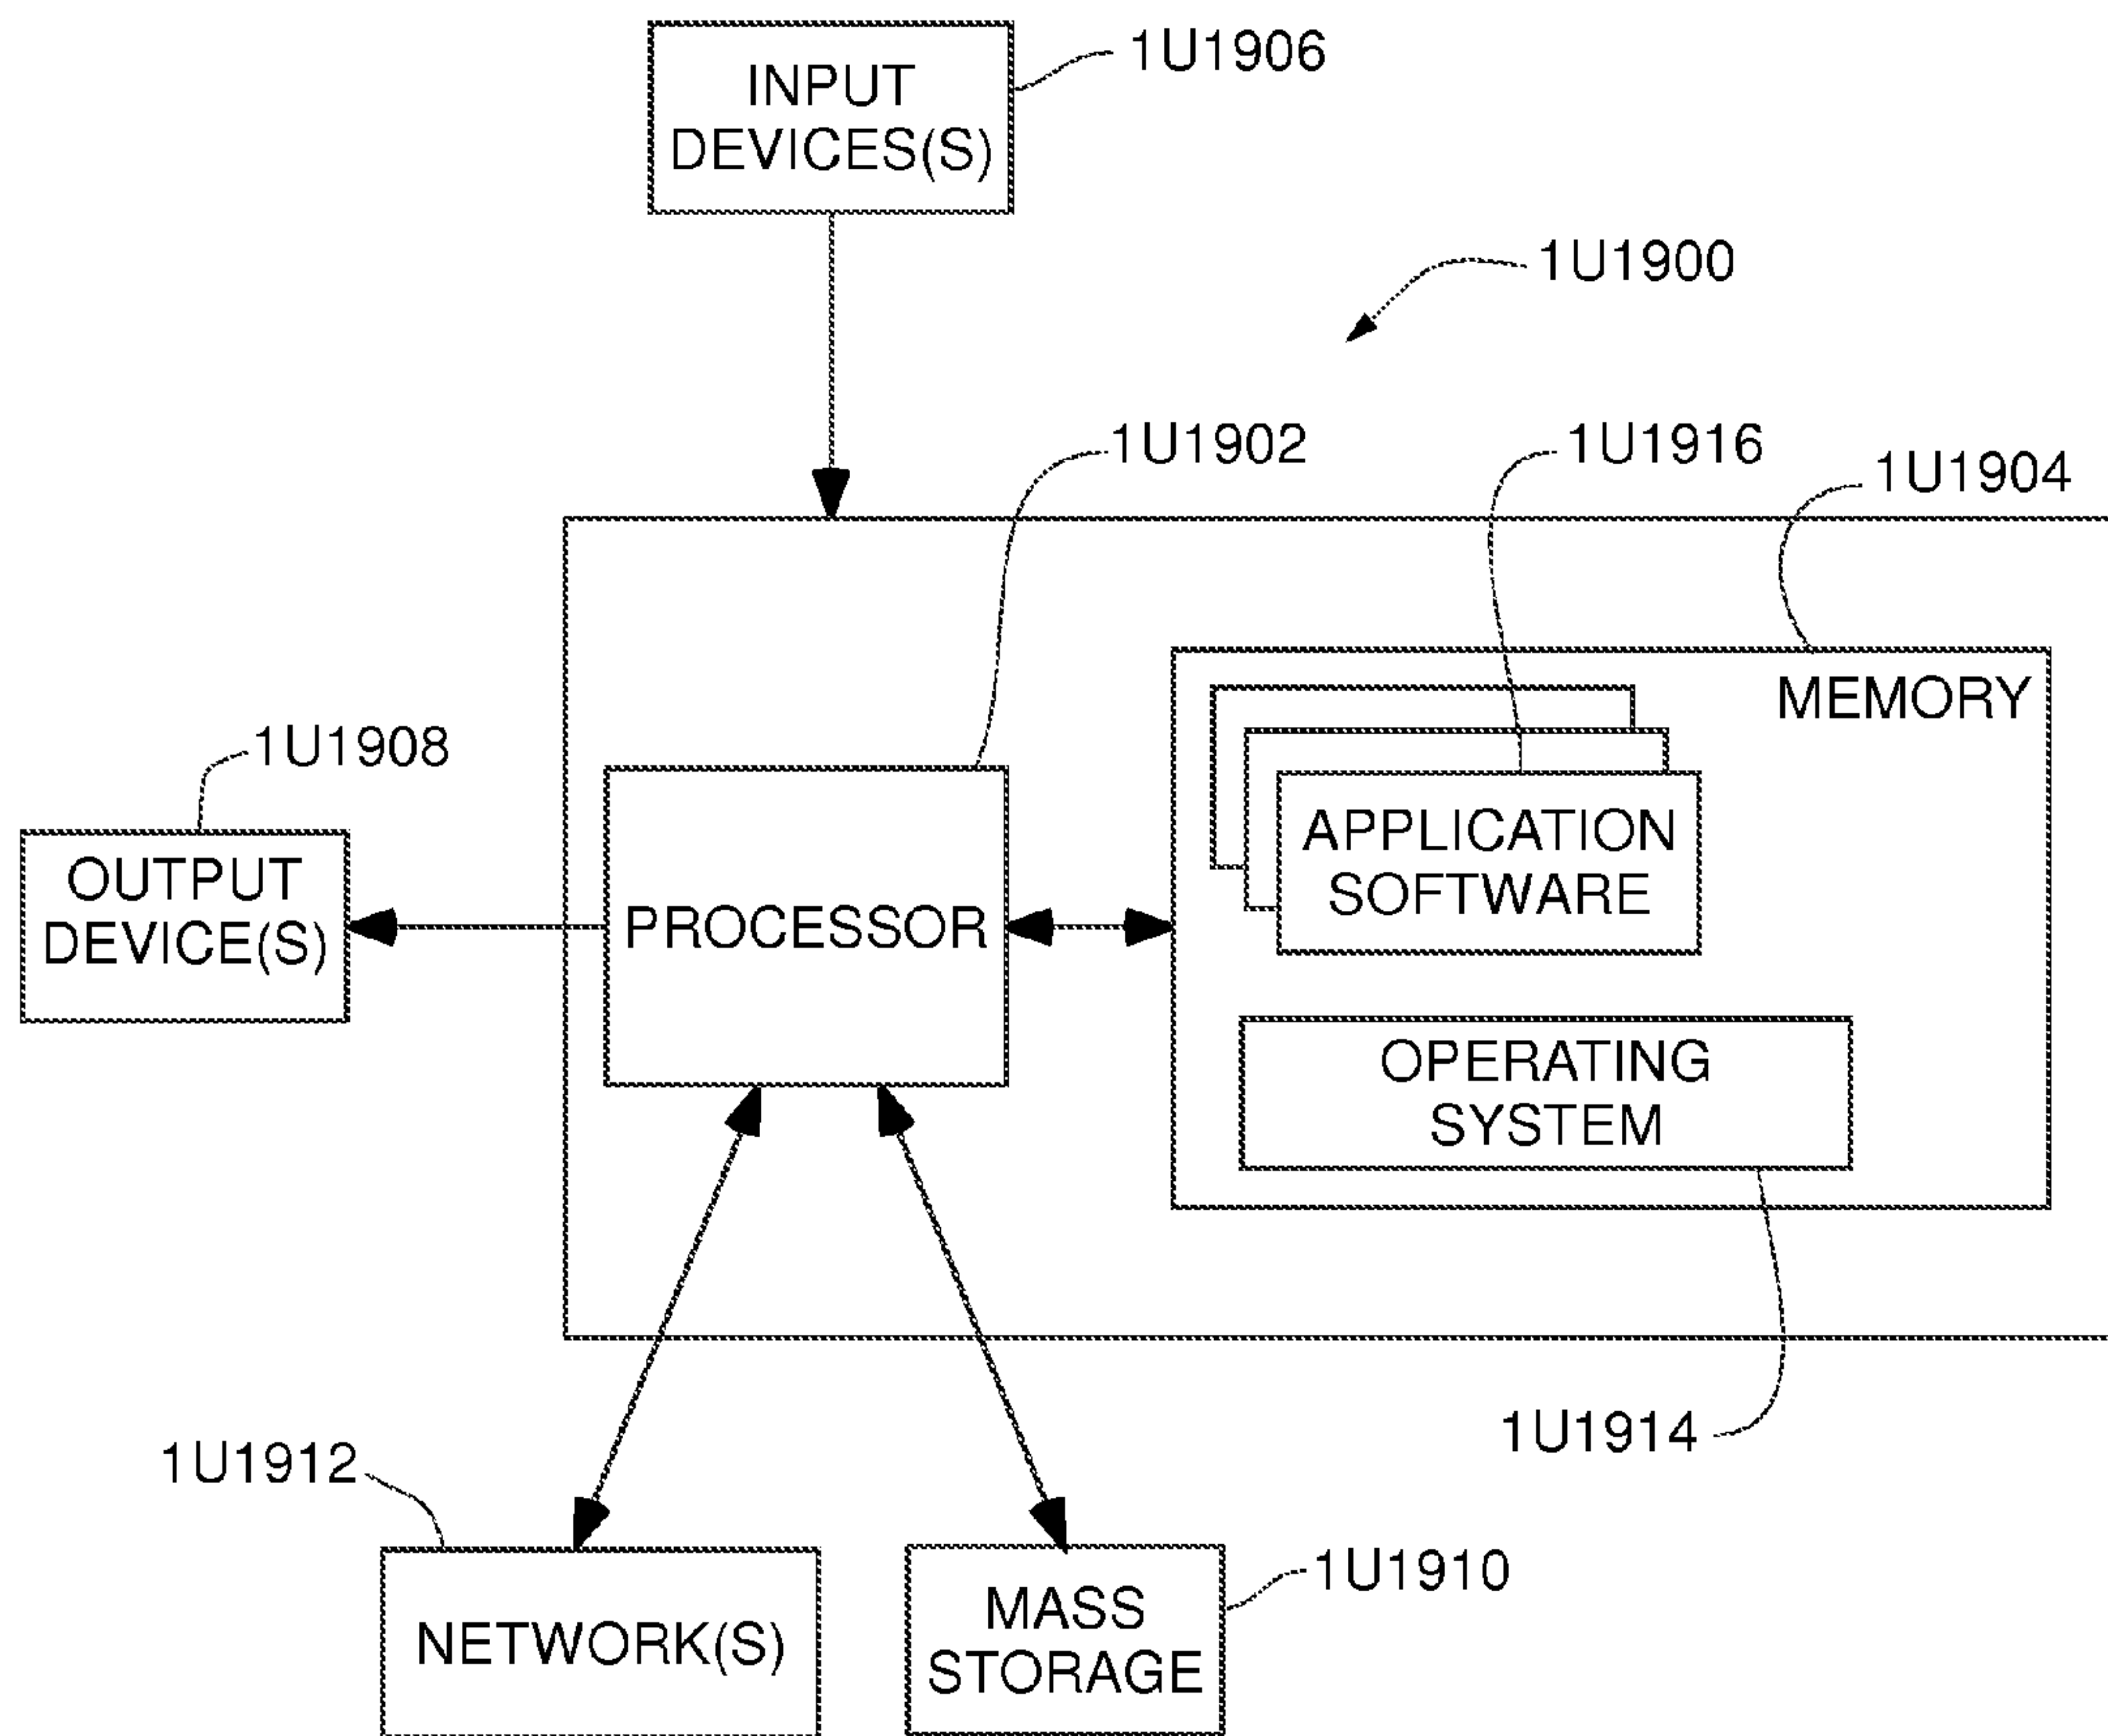 1U1906
INPUT
DEVICES(S)
1U1900
1U1902
1U1916
1U1904
MEMORY
1U1908
APPLICATION
SOFTWARE
OUTPUT
DEVICE(S)
PROCESSOR
OPERATING
SYSTEM
1U1914
1U1912
1U1910
NETWORK(S)
MASS
STORAGE